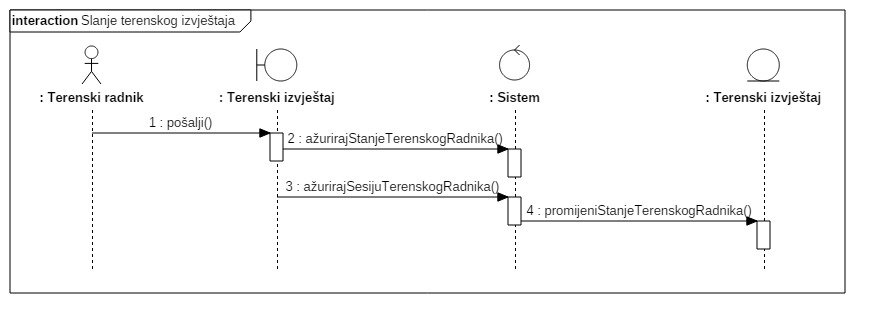 interaction Slanje terenskog izvještaja
: Terenski radnik
: Terenski izvještaj
: Sistem
: Terenski izvještaj
1 : pošalji()
2 : ažurirajStanjeTerenskogRadnika()
3 : ažurirajSesijuTerenskogRadnika()
4 : promijeniStanjeTerenskogRadnika()